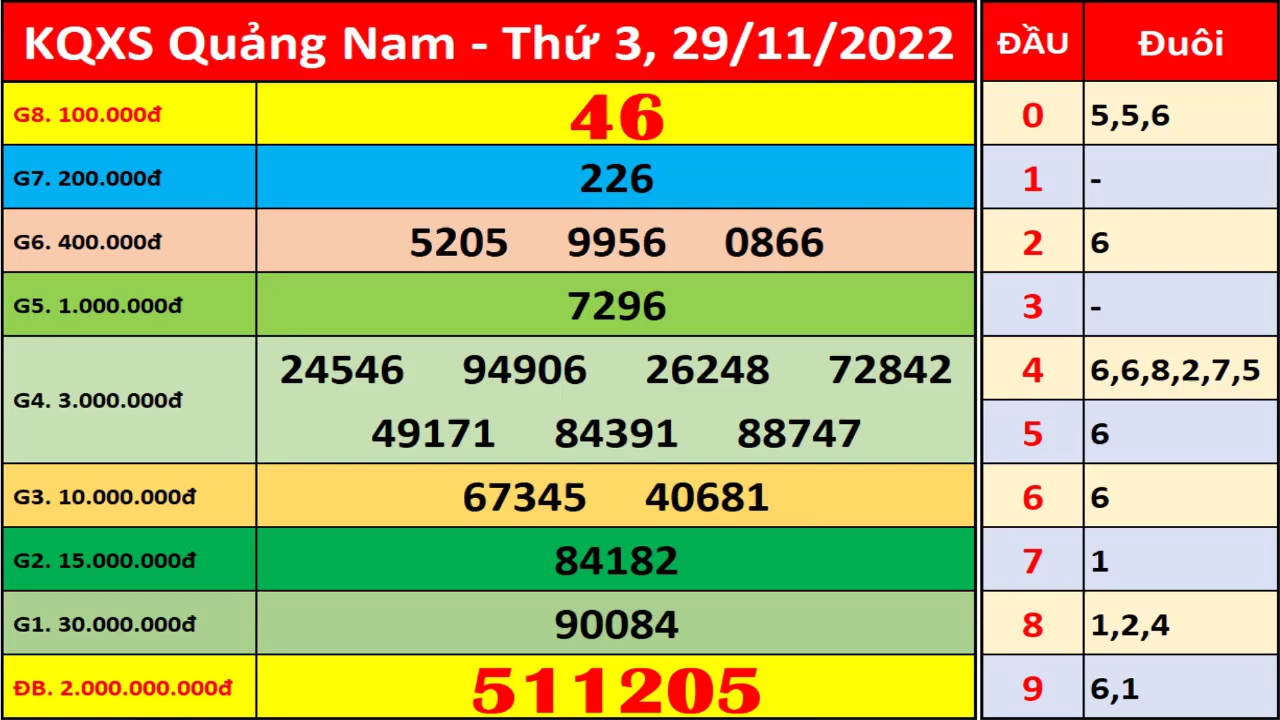 KQXS Quảng Nam - Thứ 3, 29/11/2022 ĐẦU Đuôi
G8. 100.000đ 46 0 5,5,6
G7. 200.000đ 226 1 -
G6. 400.000đ 5205 9956 0866 2 6
G5. 1.000.000đ 7296 3 -
G4. 3.000.000đ 24546 94906 26248 72842 4 6,6,8,2,7,5
49171 84391 88747 5 6
G3. 10.000.000đ 67345 40681 6 6
G2. 15.000.000đ 84182 7 1
G1. 30.000.000đ 90084 8 1,2,4
ĐB. 2.000.000.000đ 511205 9 6,1